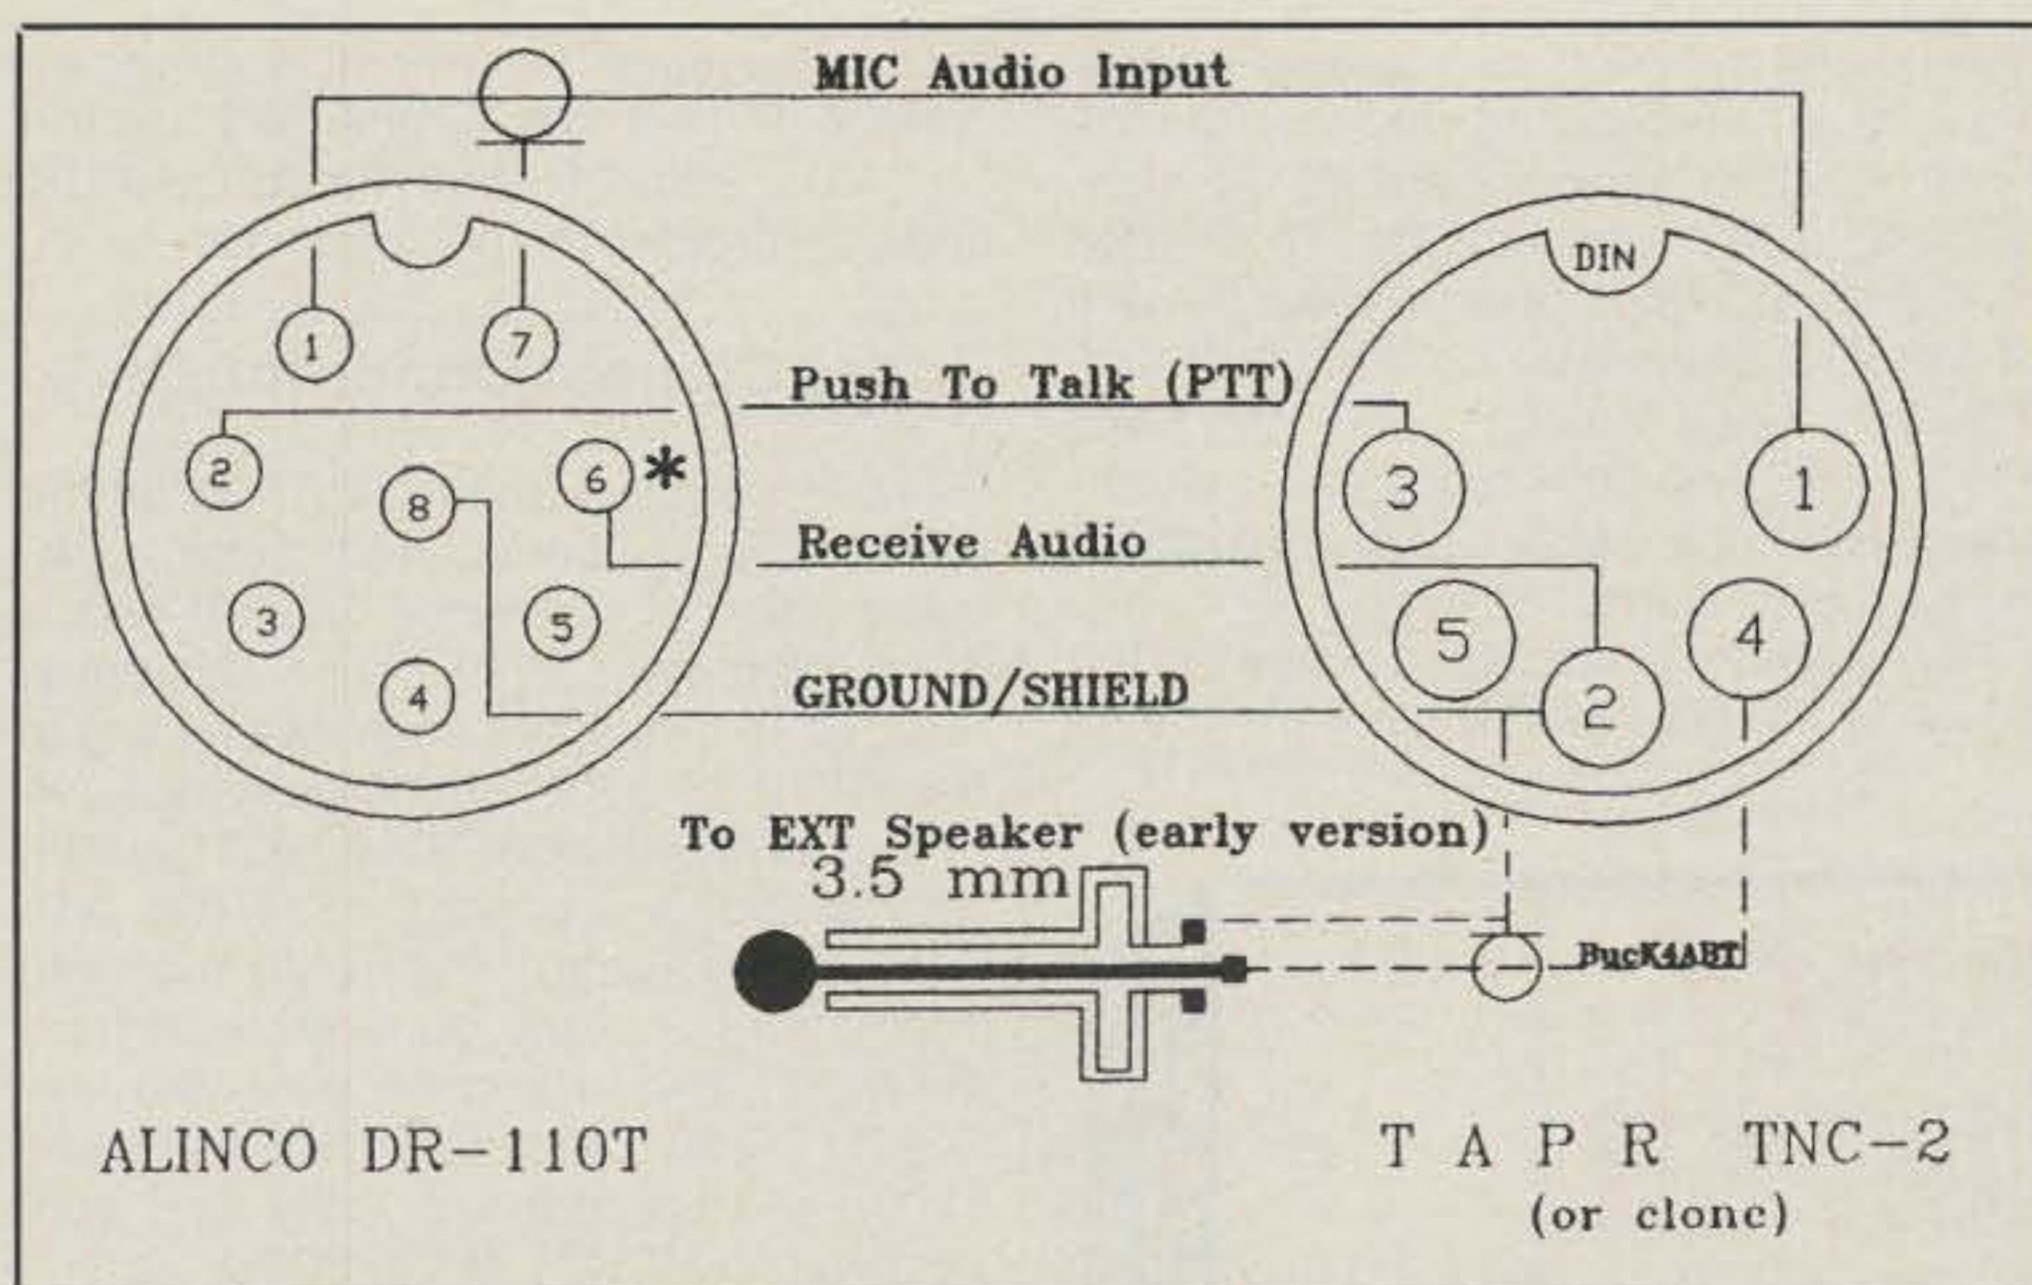 MIC Audio Input
DIN
1 7
Push To Talk (PTT)
2 8 6 * 3 1
Receive Audio
3 5 5 4
4 2
GROUND/SHIELD
To EXT Speaker (early version)
3.5 mm
BucK4ABT
ALINCO DR-110T T A P R TNC-2
(or clone)